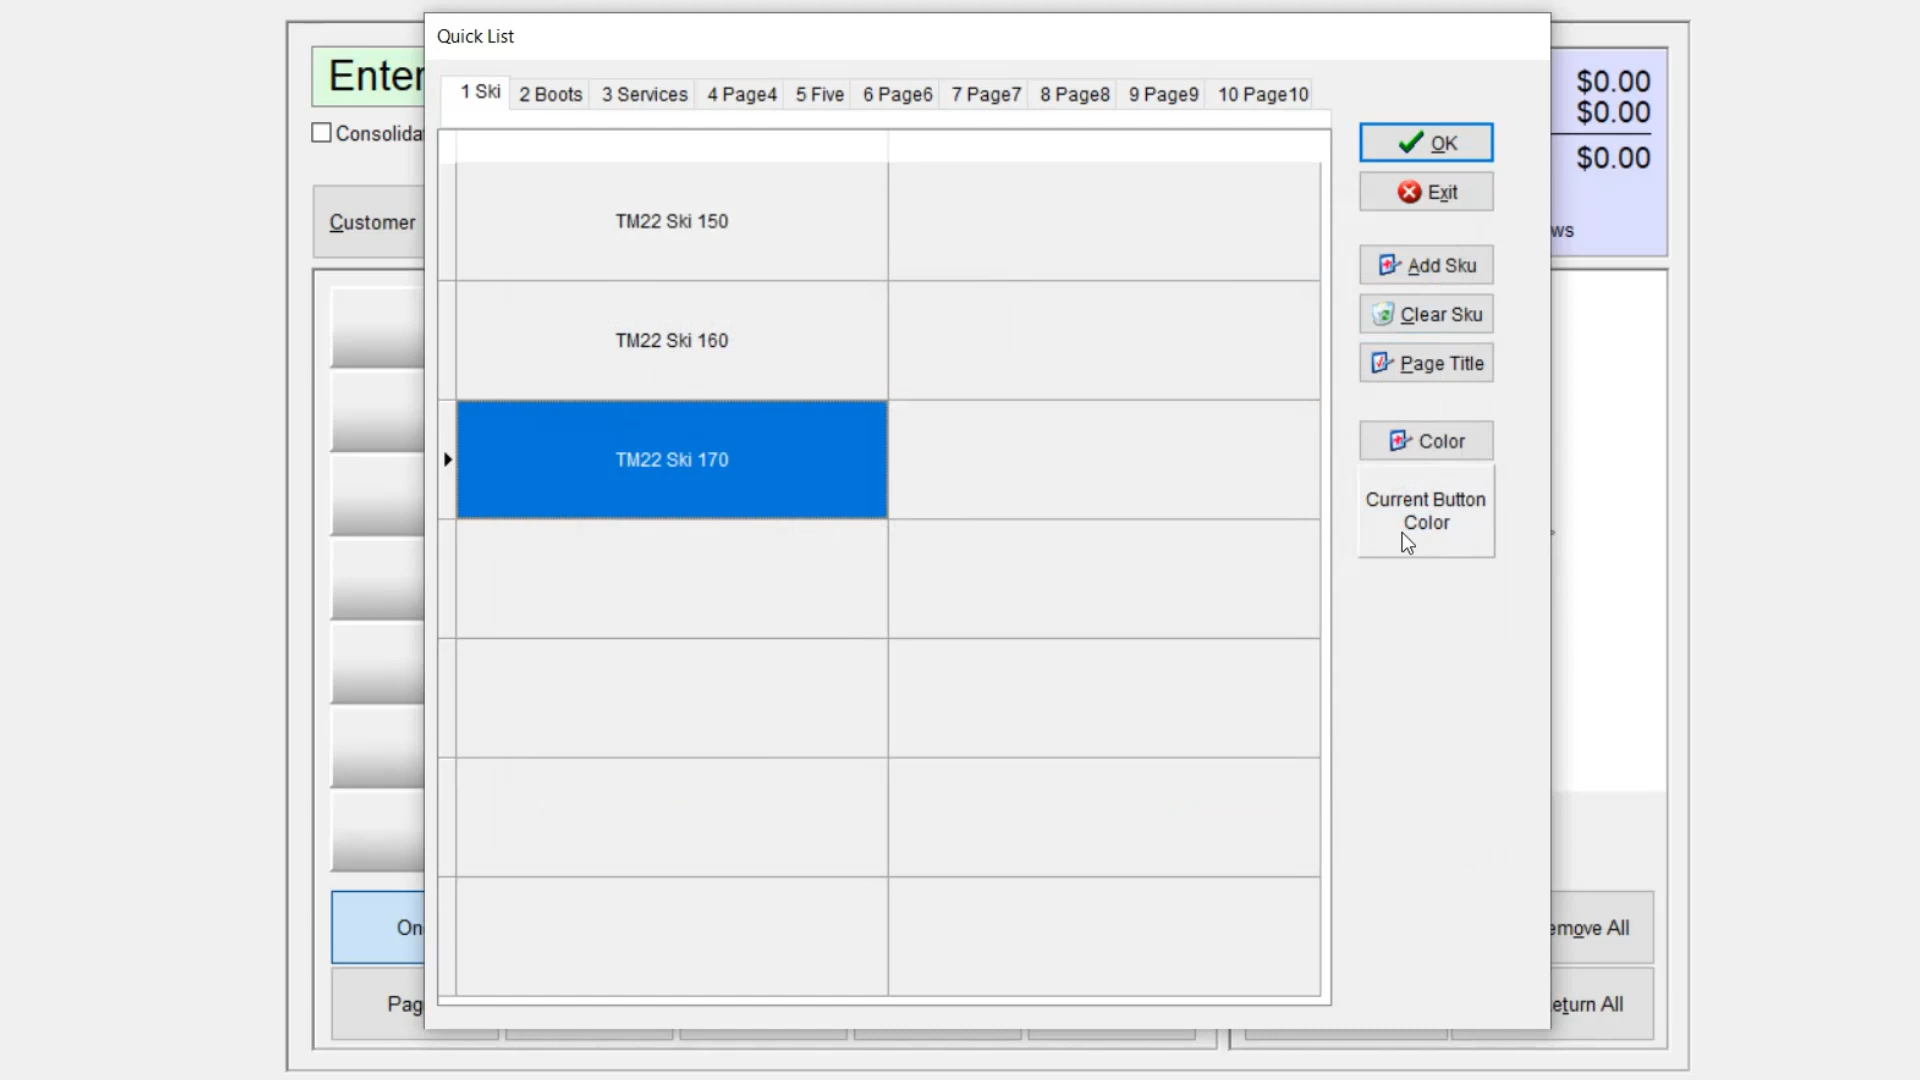 Quick List
Enter
Consolida
Customer
1 Ski
2 Boots
3 Services
4 Page4
5 Five
6 Page6
7 Page7
8 Page8
9 Page9
10 Page10
TM22 Ski 150
TM22 Ski 160
TM22 Ski 170
OK
Exit
Add Sku
Clear Sku
Page Title
Color
Current Button
Color
$0.00
$0.00
$0.00
ws
On
Pag
emove All
eturn All